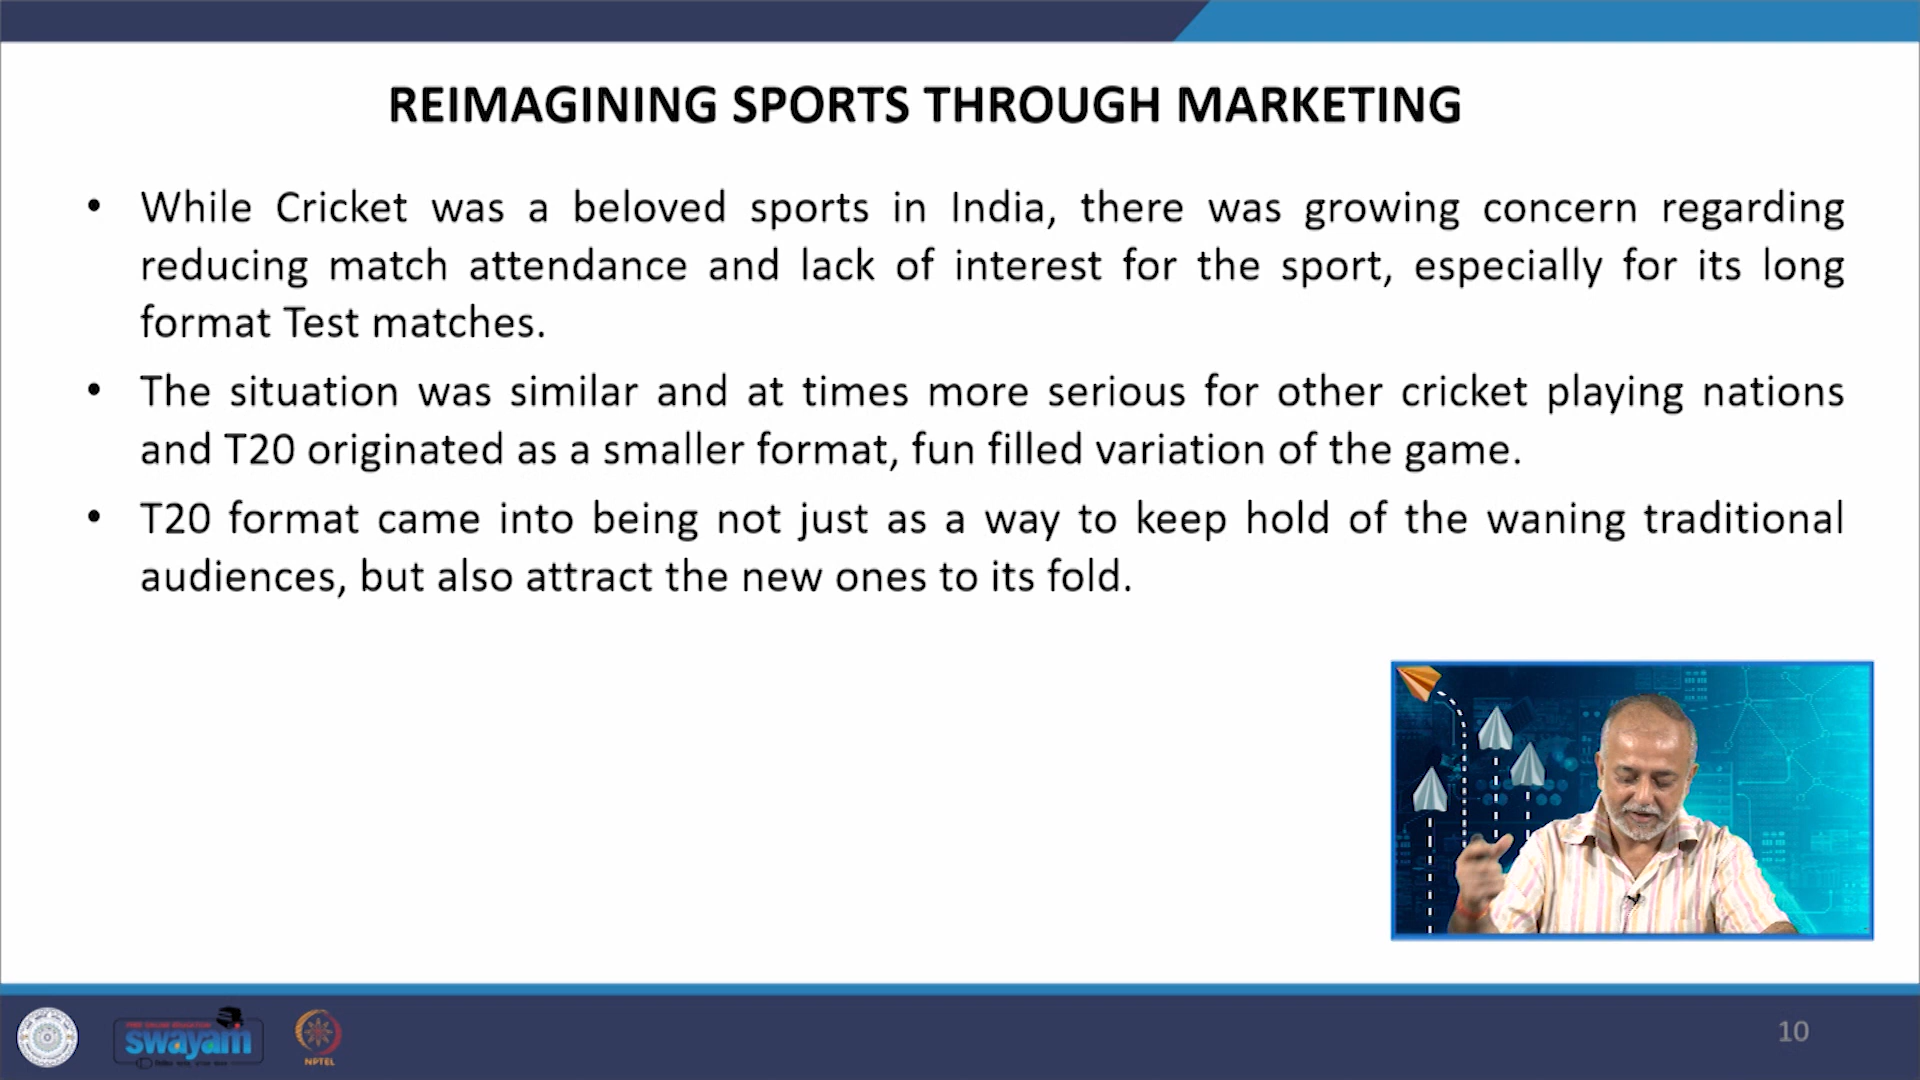 REIMAGINING SPORTS THROUGH MARKETING
• While Cricket was a beloved sports in India, there was growing concern regarding
reducing match attendance and lack of interest for the sport, especially for its long
format Test matches.
• The situation was similar and at times more serious for other cricket playing nations
and T20 originated as a smaller format, fun filled variation of the game.
• T20 format came into being not just as a way to keep hold of the waning traditional
audiences, but also attract the new ones to its fold.
FREE ONLINE EDUCATION
swayam
NPTEL
10